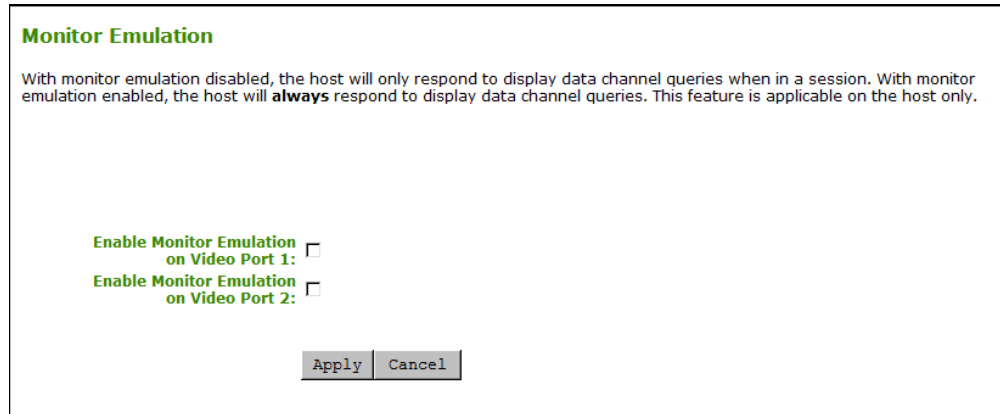 Monitor Emulation
With monitor emulation disabled, the host will only respond to display data channel queries when in a session. With monitor
emulation enabled, the host will always respond to display data channel queries. This feature is applicable on the host only.
Enable Monitor Emulation
on Video Port 1:
Enable Monitor Emulation
on Video Port 2:
Apply Cancel